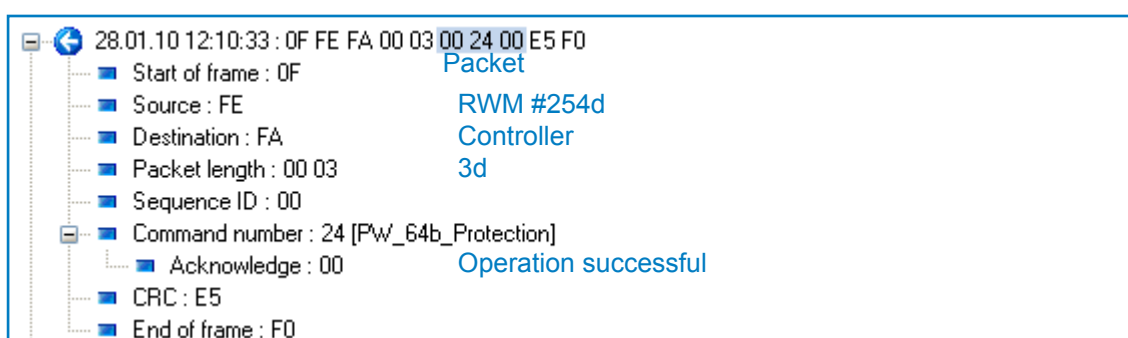 28.01.10 12:10:33 : 0F FE FA 00 03 00 24 00 E5 F0
Packet
Start of frame : 0F
Source : FE RWM #254d
Destination : FA Controller
Packet length : 00 03 3d
Sequence ID : 00
Command number : 24 [PW_64b_Protection]
Acknowledge : 00 Operation successful
CRC : E5
End of frame : F0